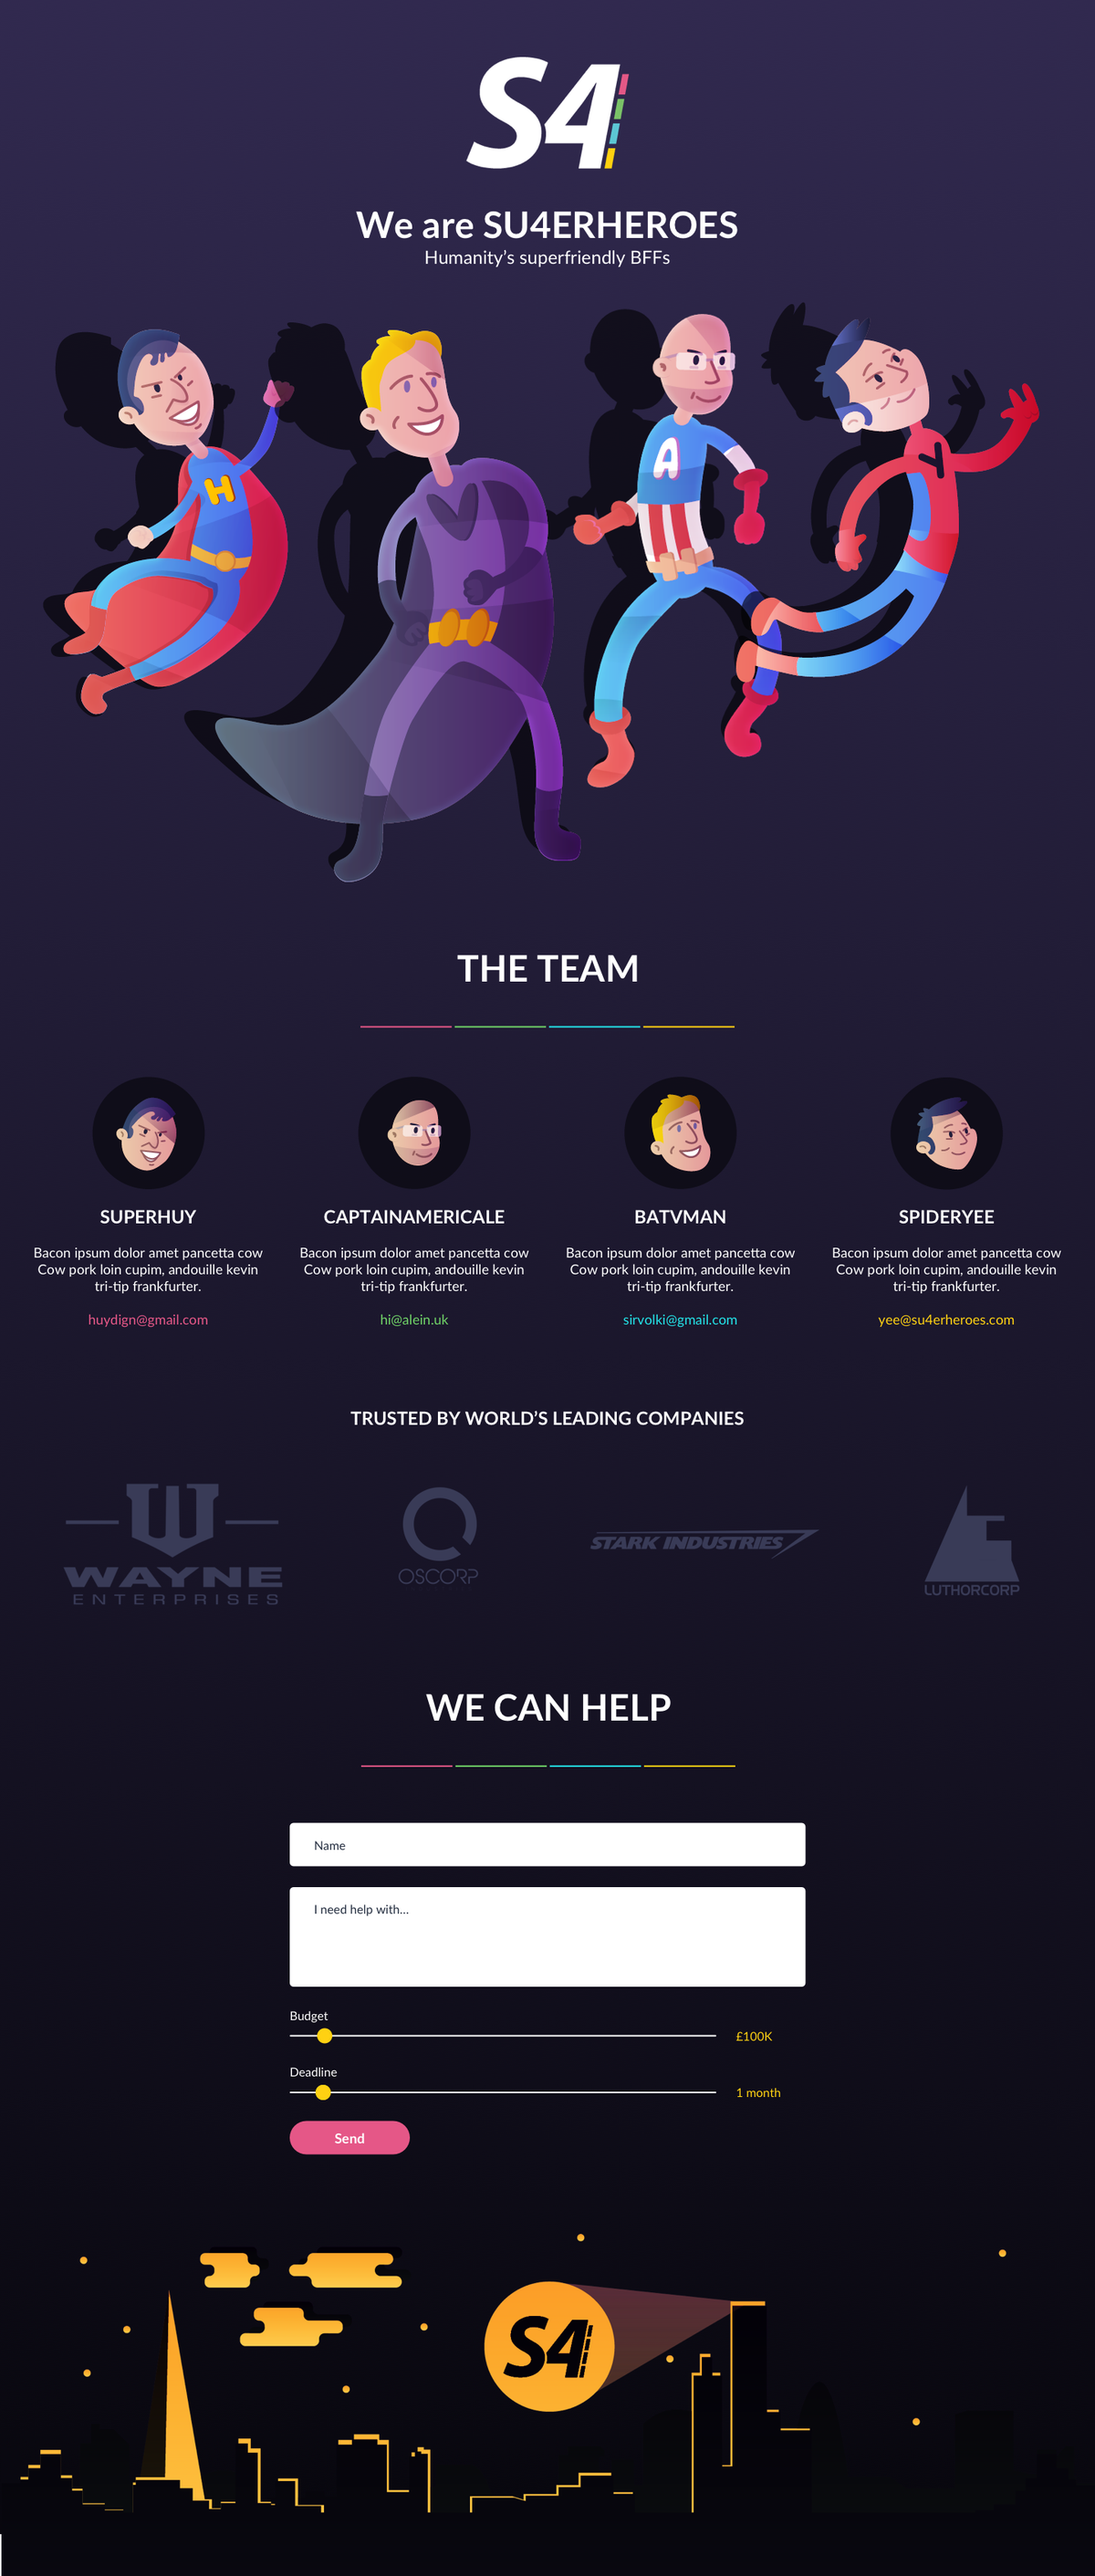 S4
We are SU4ERHEROES
Humanity’s superfriendly BFFs
H
A
Y
THE TEAM
SUPERHUY
Bacon ipsum dolor amet pancetta cow
Cow pork loin cupim, andouille kevin
tri-tip frankfurter.
huydign@gmail.com
CAPTAINAMERICALE
Bacon ipsum dolor amet pancetta cow
Cow pork loin cupim, andouille kevin
tri-tip frankfurter.
hi@alein.uk
BATVMAN
Bacon ipsum dolor amet pancetta cow
Cow pork loin cupim, andouille kevin
tri-tip frankfurter.
sirvolki@gmail.com
SPIDERYEE
Bacon ipsum dolor amet pancetta cow
Cow pork loin cupim, andouille kevin
tri-tip frankfurter.
yee@su4erheroes.com
TRUSTED BY WORLD’S LEADING COMPANIES
W
WAYNE
ENTERPRISES
OSCORP
STARK INDUSTRIES
LUTHORCORP
WE CAN HELP
Name
I need help with...
Budget
£100K
Deadline
1 month
Send
S4